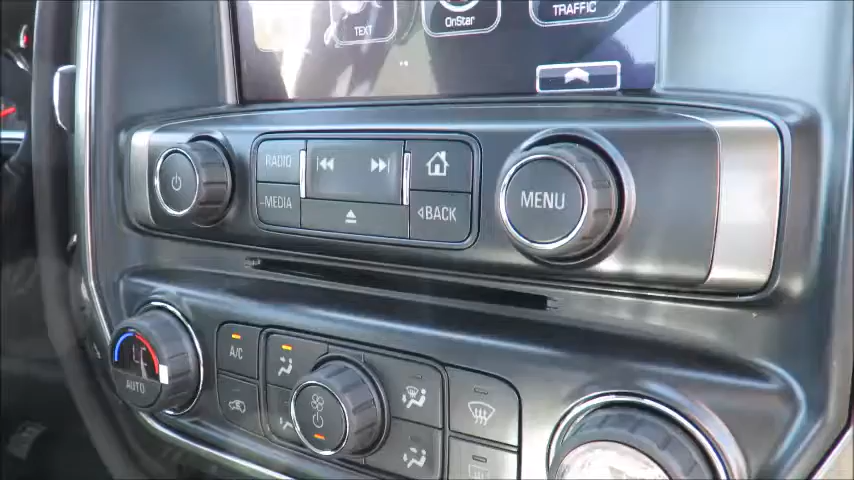 TEXT
OnStar
TRAFFIC
RADIO
MEDIA
BACK
MENU
A/C
AUTO